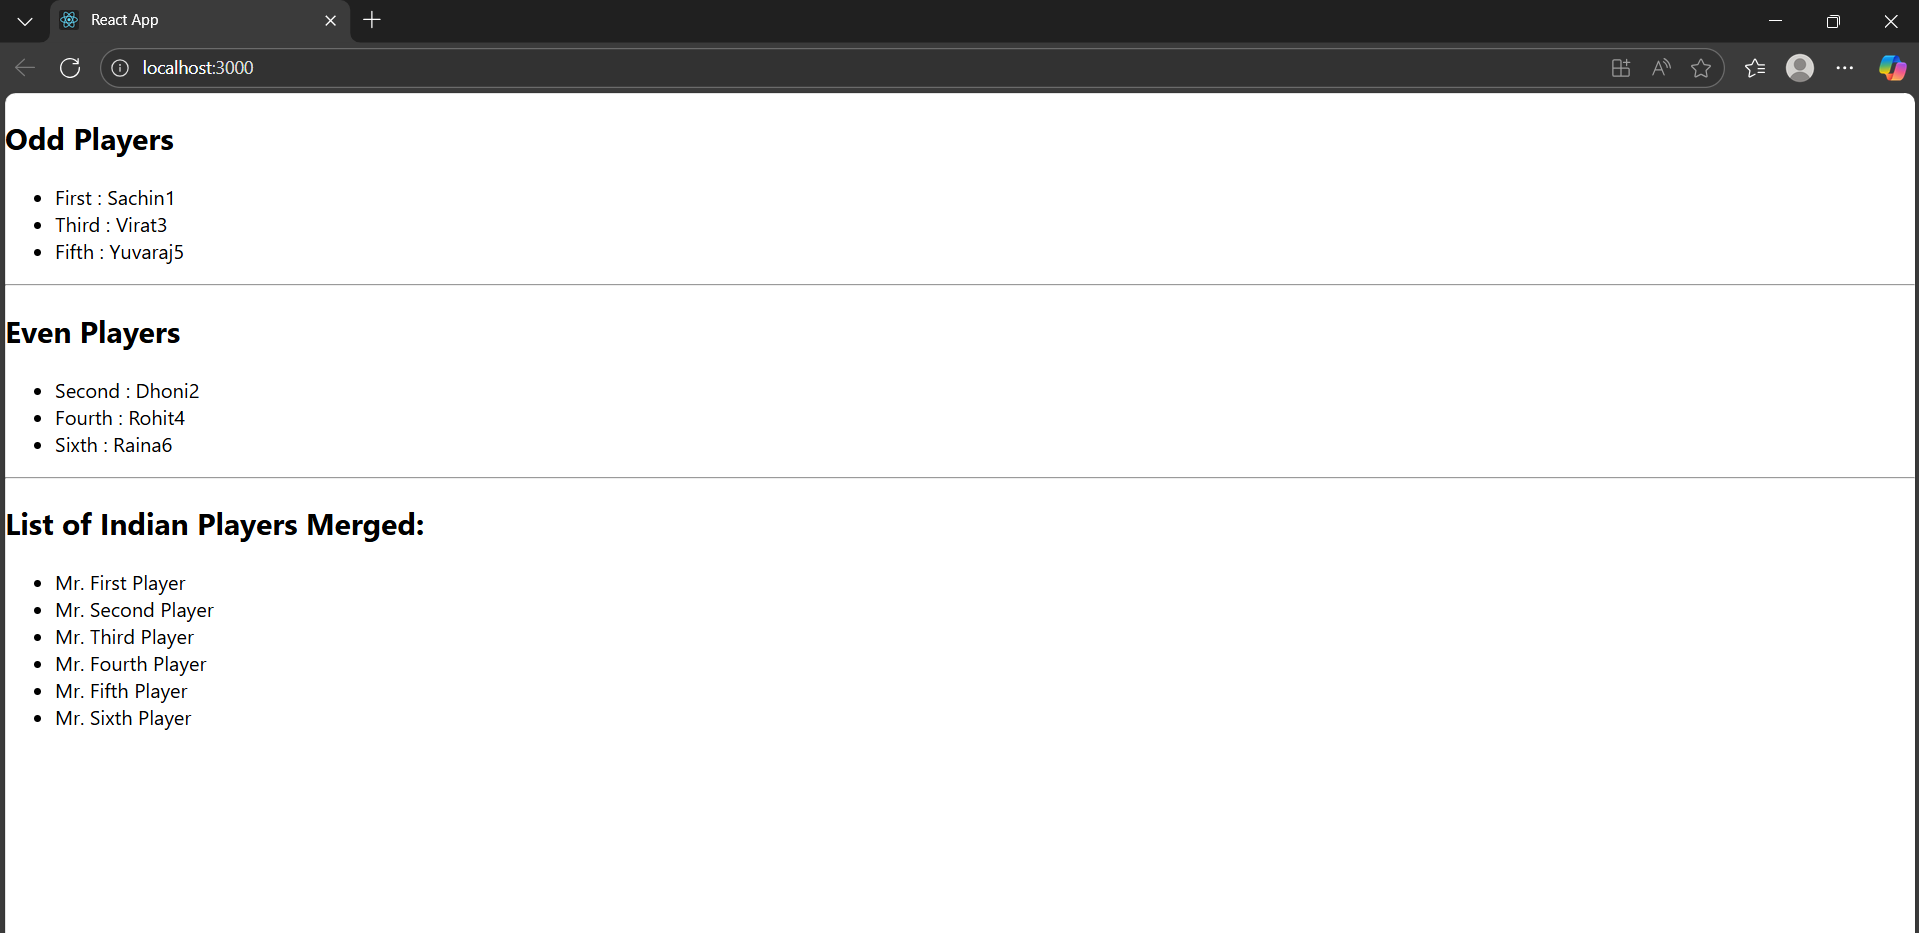 React App
localhost:3000
Odd Players
First : Sachin1
Third : Virat3
Fifth : Yuvaraj5
Even Players
Second : Dhoni2
Fourth : Rohit4
Sixth : Raina6
List of Indian Players Merged:
Mr. First Player
Mr. Second Player
Mr. Third Player
Mr. Fourth Player
Mr. Fifth Player
Mr. Sixth Player